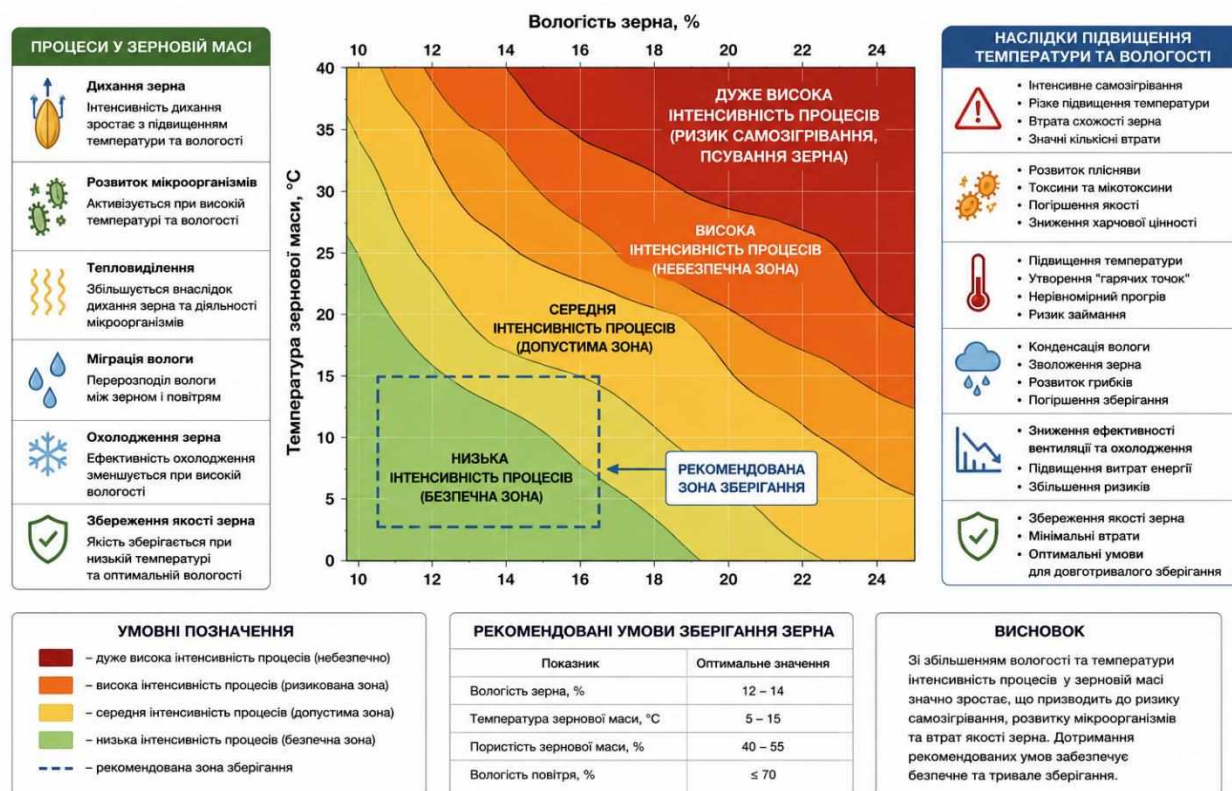 Вологість зерна, %
10 12 14 16 18 20 22 24
ПРОЦЕСИ У ЗЕРНОВІЙ МАСІ
Дихання зерна
Інтенсивність дихання
зростає з підвищенням
температури та вологості
Розвиток мікроорганізмів
Активізується при високій
температурі та вологості
Тепловиділення
Збільшується внаслідок
дихання зерна та діяльності
мікроорганізмів
Міграція вологи
Перерозподіл вологи
між зерном і повітрям
Охолодження зерна
Ефективність охолодження
зменшується при високій
вологості
Збереження якості зерна
Якість зберігається при
низькій температурі
та оптимальній вологості
Температура зернової маси, °C
40
35
30
25
20
15
10
5
0
ДУЖЕ ВИСОКА
ІНТЕНСИВНІСТЬ ПРОЦЕСІВ
(РИЗИК САМОЗІГРІВАННЯ,
ПСУВАННЯ ЗЕРНА)
ВИСОКА
ІНТЕНСИВНІСТЬ ПРОЦЕСІВ
(НЕБЕЗПЕЧНА ЗОНА)
СЕРЕДНЯ
ІНТЕНСИВНІСТЬ ПРОЦЕСІВ
(ДОПУСТИМА ЗОНА)
НИЗЬКА
ІНТЕНСИВНІСТЬ ПРОЦЕСІВ
(БЕЗПЕЧНА ЗОНА)
РЕКОМЕНДОВАНА
ЗОНА ЗБЕРІГАННЯ
10 12 14 16 18 20 22 24
НАСЛІДКИ ПІДВИЩЕННЯ
ТЕМПЕРАТУРИ ТА ВОЛОГОСТІ
• Інтенсивне самозігрівання
• Різке підвищення температури
• Втрата схожості зерна
• Значні кількісні втрати
• Розвиток плісняви
• Токсини та мікотоксини
• Погіршення якості
• Зниження харчової цінності
• Підвищення температури
• Утворення "гарячих точок"
• Нерівномірний прогрів
• Ризик займання
• Конденсація вологи
• Зволоження зерна
• Розвиток грибків
• Погіршення зберігання
• Зниження ефективності
вентиляції та охолодження
• Підвищення витрат енергії
• Збільшення ризиків
• Збереження якості зерна
• Мінімальні втрати
• Оптимальні умови
для довготривалого зберігання
УМОВНІ ПОЗНАЧЕННЯ
– дуже висока інтенсивність процесів (небезпечно)
– висока інтенсивність процесів (ризикована зона)
– середня інтенсивність процесів (допустима зона)
– низька інтенсивність процесів (безпечна зона)
– рекомендована зона зберігання
РЕКОМЕНДОВАНІ УМОВИ ЗБЕРІГАННЯ ЗЕРНА
Показник Оптимальне значення
Вологість зерна, % 12 – 14
Температура зернової маси, °C 5 – 15
Пористість зернової маси, % 40 – 55
Вологість повітря, % ≤ 70
ВИСНОВОК
Зі збільшенням вологості та температури
інтенсивність процесів у зерновій масі
значно зростає, що призводить до ризику
самозігрівання, розвитку мікроорганізмів
та втрат якості зерна. Дотримання
рекомендованих умов забезпечує
безпечне та тривале зберігання.